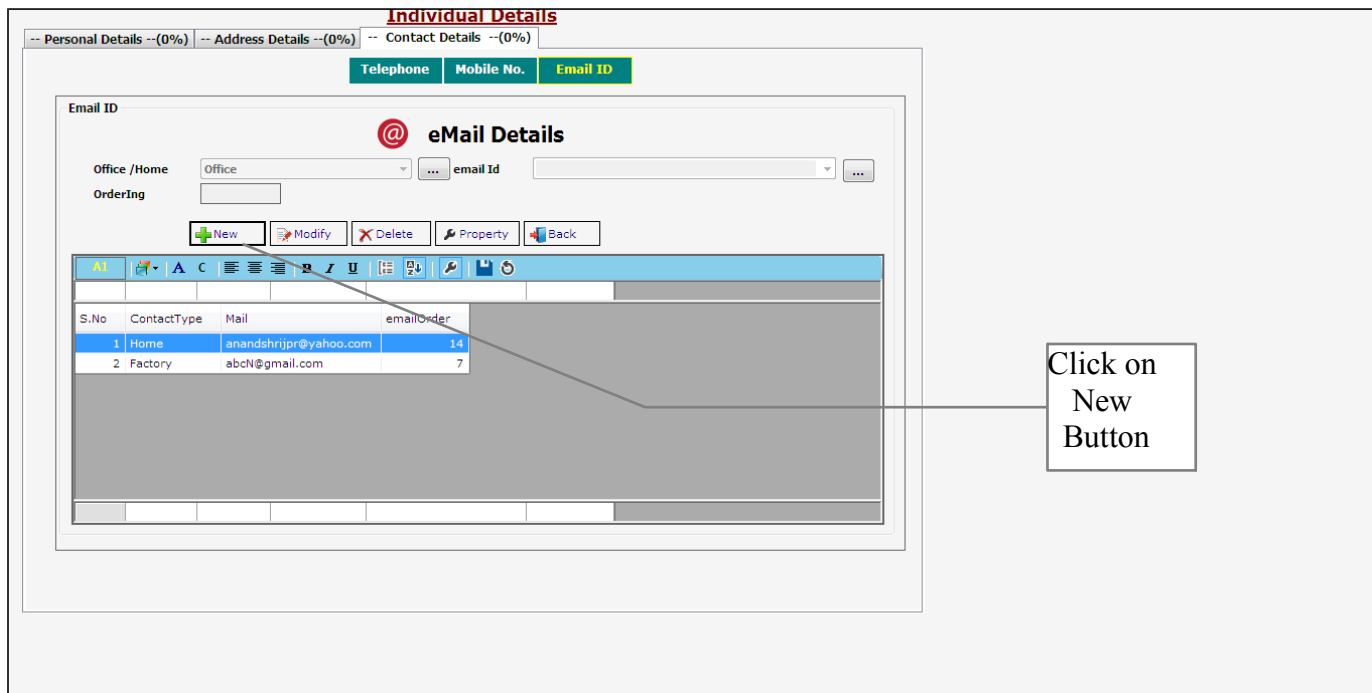 Individual Details
-- Personal Details --(0%) -- Address Details --(0%) -- Contact Details --(0%)
Telephone Mobile No. Email ID
Email ID
@ eMail Details
Office /Home Office ... email Id ...
OrderIng
New Modify Delete Property Back
A1 A C B I U
S.No ContactType Mail emailOrder
1 Home anandshrijpr@yahoo.com 14
2 Factory abcN@gmail.com 7
Click on
New
Button